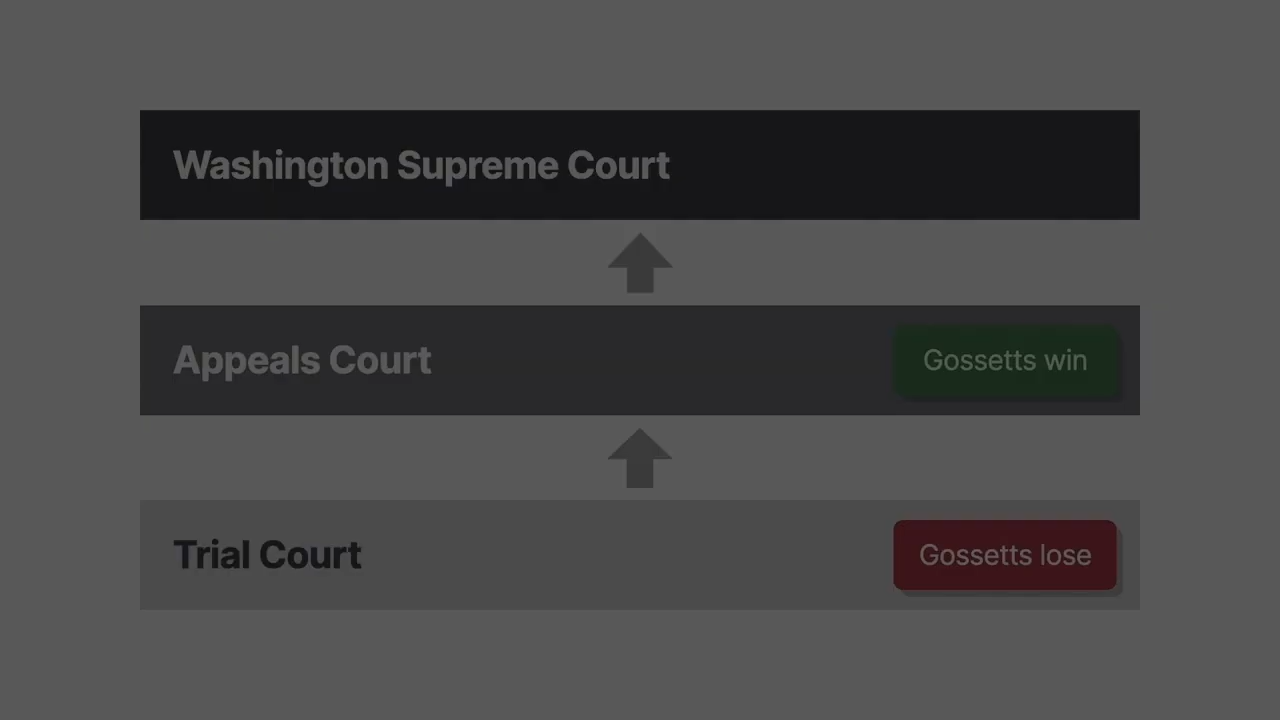 Washington Supreme Court
Appeals Court
Gossetts win
Trial Court
Gossetts lose